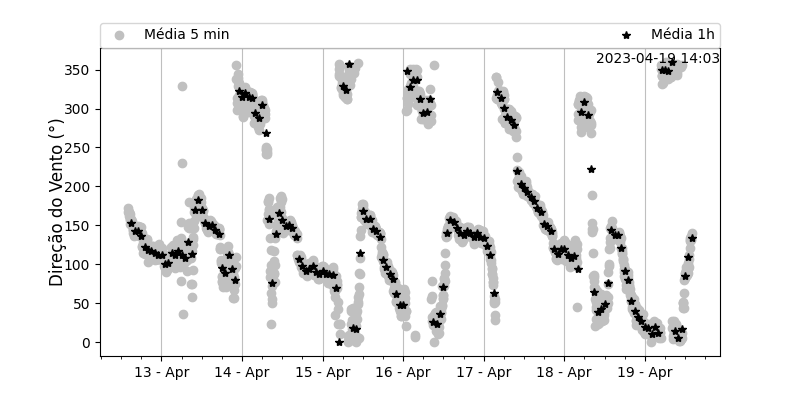 Média 5 min
Média 1h
2023-04-19 14:03
Direção do Vento (°)
350
300
250
200
150
100
50
0
13 - Apr
14 - Apr
15 - Apr
16 - Apr
17 - Apr
18 - Apr
19 - Apr